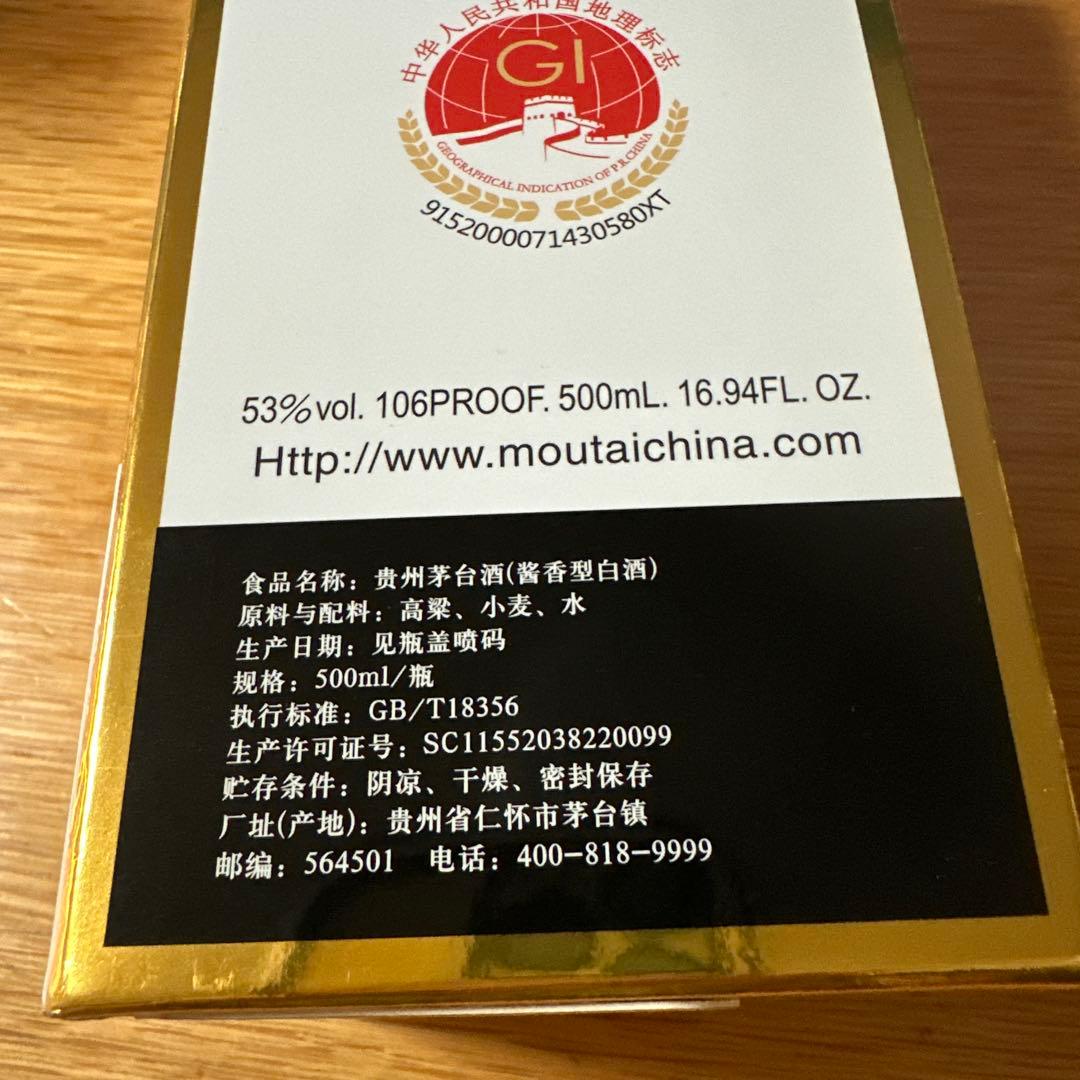 中华人民共和国地理标志
GI
GEOGRAPHICAL INDICATION OF P.R.CHINA
9152000071430580XT
53%vol. 106PROOF. 500mL. 16.94FL. OZ.
Http://www.moutaichina.com
食品名称：贵州茅台酒(酱香型白酒)
原料与配料：高粱、小麦、水
生产日期：见瓶盖喷码
规格：500ml/瓶
执行标准：GB/T18356
生产许可证号：SC11552038220099
贮存条件：阴凉、干燥、密封保存
厂址(产地)：贵州省仁怀市茅台镇
邮编：564501 电话：400-818-9999